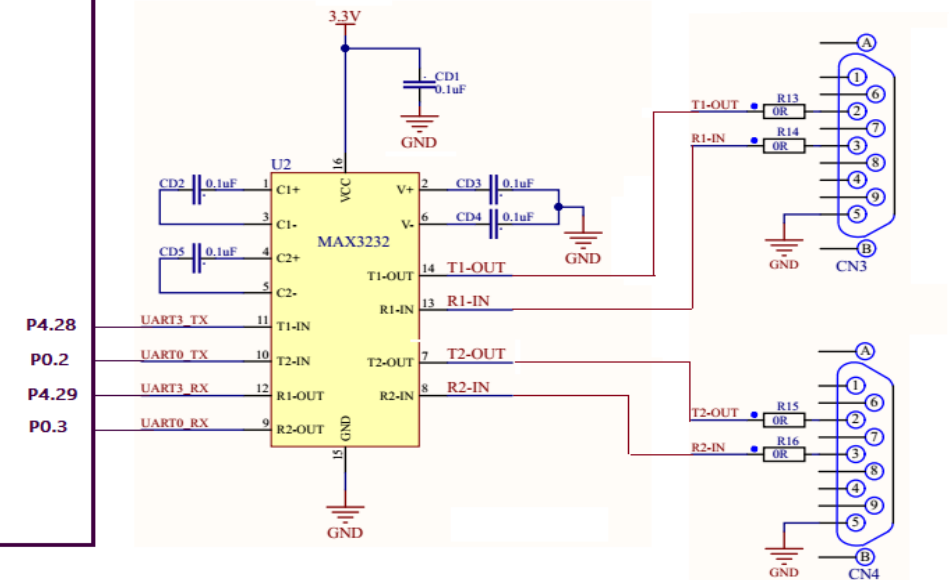 3.3V
CD1
0.1uF
GND
U2
16
VCC
CD2 0.1uF
1 C1+
V+ 2
CD3 0.1uF
3 C1-
V- 6
CD4 0.1uF
GND
MAX3232
CD5 0.1uF
4 C2+
5 C2-
T1-OUT 14 T1-OUT
R1-IN 13 R1-IN
P4.28 UART3_TX 11 T1-IN
P0.2 UART0_TX 10 T2-IN
T2-OUT 7 T2-OUT
P4.29 UART3_RX 12 R1-OUT
R2-IN 8 R2-IN
P0.3 UART0_RX 9 R2-OUT
GND
15
GND
A
1
6
T1-OUT R13 0R 2
7
R1-IN R14 0R 3
8
4
9
5
GND
B
CN3
A
1
6
T2-OUT R15 0R 2
7
R2-IN R16 0R 3
8
4
9
5
GND
B
CN4